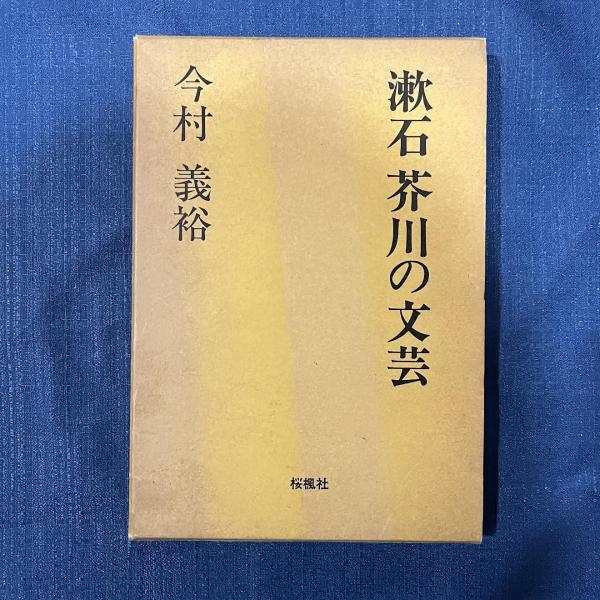 漱石 芥川の文芸
今村 義裕
桜楓社